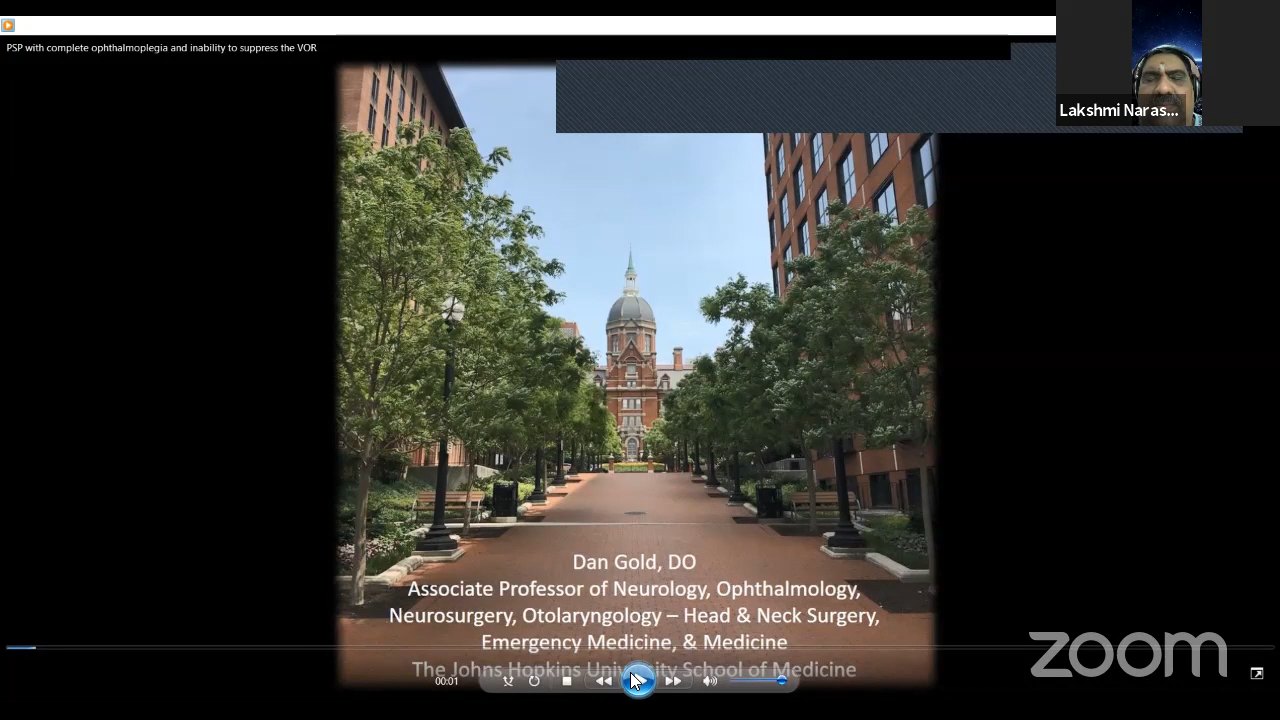 PSP with complete ophthalmoplegia and inability to suppress the VOR
Lakshmi Naras...
Dan Gold, DO
Associate Professor of Neurology, Ophthalmology,
Neurosurgery, Otolaryngology – Head & Neck Surgery,
Emergency Medicine, & Medicine
The Johns Hopkins University School of Medicine
00:01
zoom